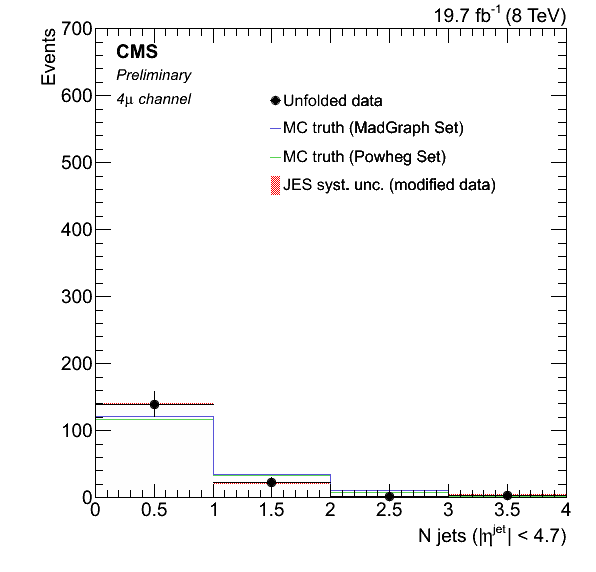 19.7 fb⁻¹ (8 TeV)
Events
CMS
Preliminary
4μ channel
Unfolded data
MC truth (MadGraph Set)
MC truth (Powheg Set)
JES syst. unc. (modified data)
700
600
500
400
300
200
100
0
0 0.5 1 1.5 2 2.5 3 3.5 4
N jets (|η^jet| < 4.7)